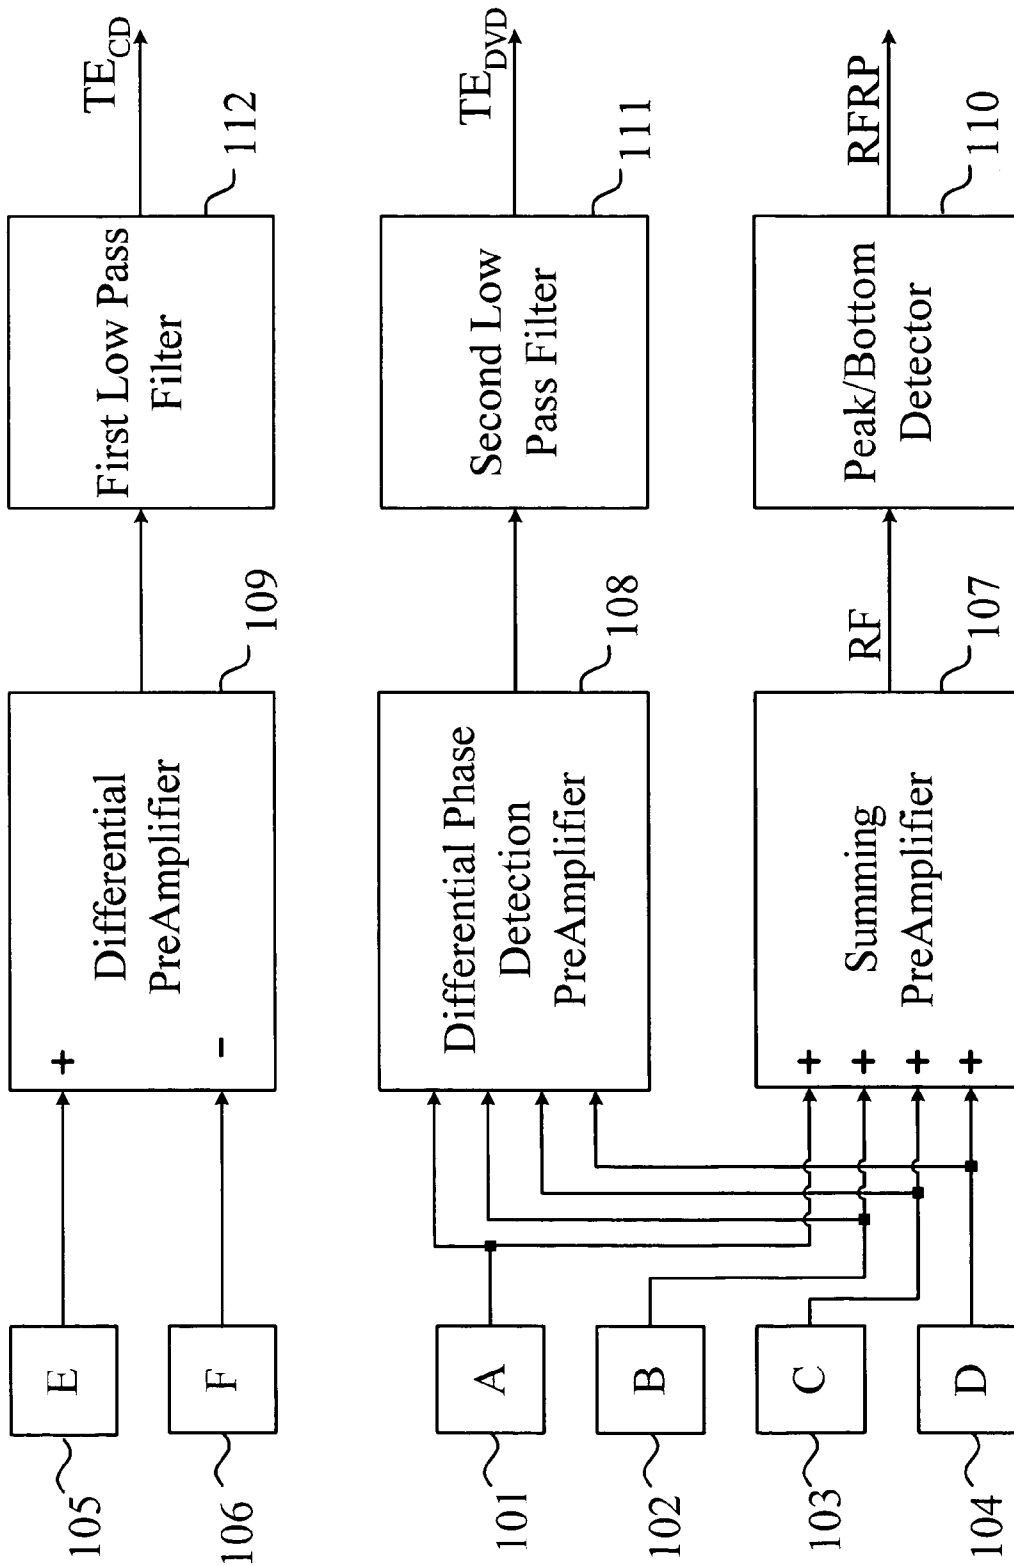 105
E
+
Differential
PreAmplifier
109
First Low Pass
Filter
112
TE_CD
106
F
-
101
A
Differential Phase
Detection
PreAmplifier
108
Second Low
Pass Filter
111
TE_DVD
102
B
103
C
104
D
+
+
+
+
Summing
PreAmplifier
107
RF
Peak/Bottom
Detector
110
RFRP